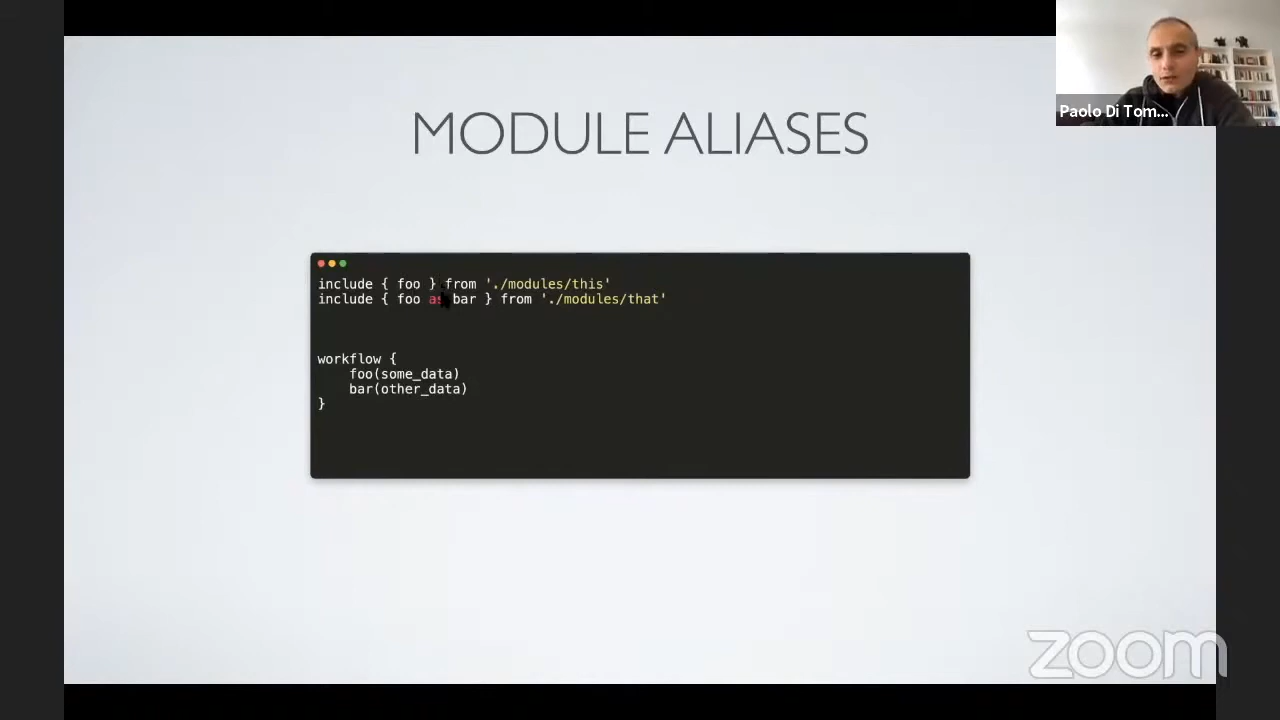 MODULE ALIASES
Paolo Di Tom...
include { foo } from './modules/this'
include { foo as bar } from './modules/that'
workflow {
    foo(some_data)
    bar(other_data)
}
zoom